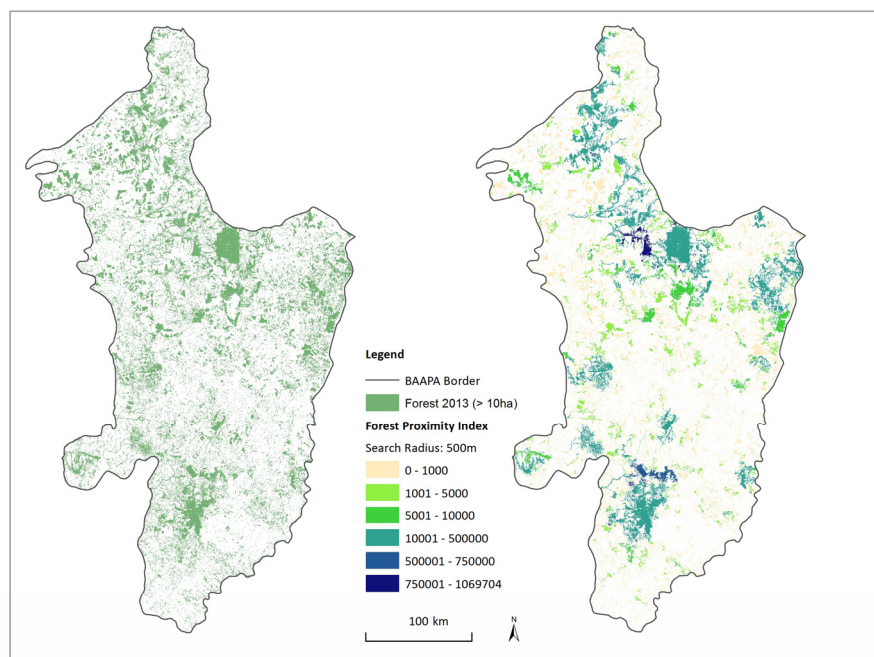 Legend
BAAPA Border
Forest 2013 (> 10ha)
Forest Proximity Index
Search Radius: 500m
0 - 1000
1001 - 5000
5001 - 10000
10001 - 500000
500001 - 750000
750001 - 1069704
100 km
N